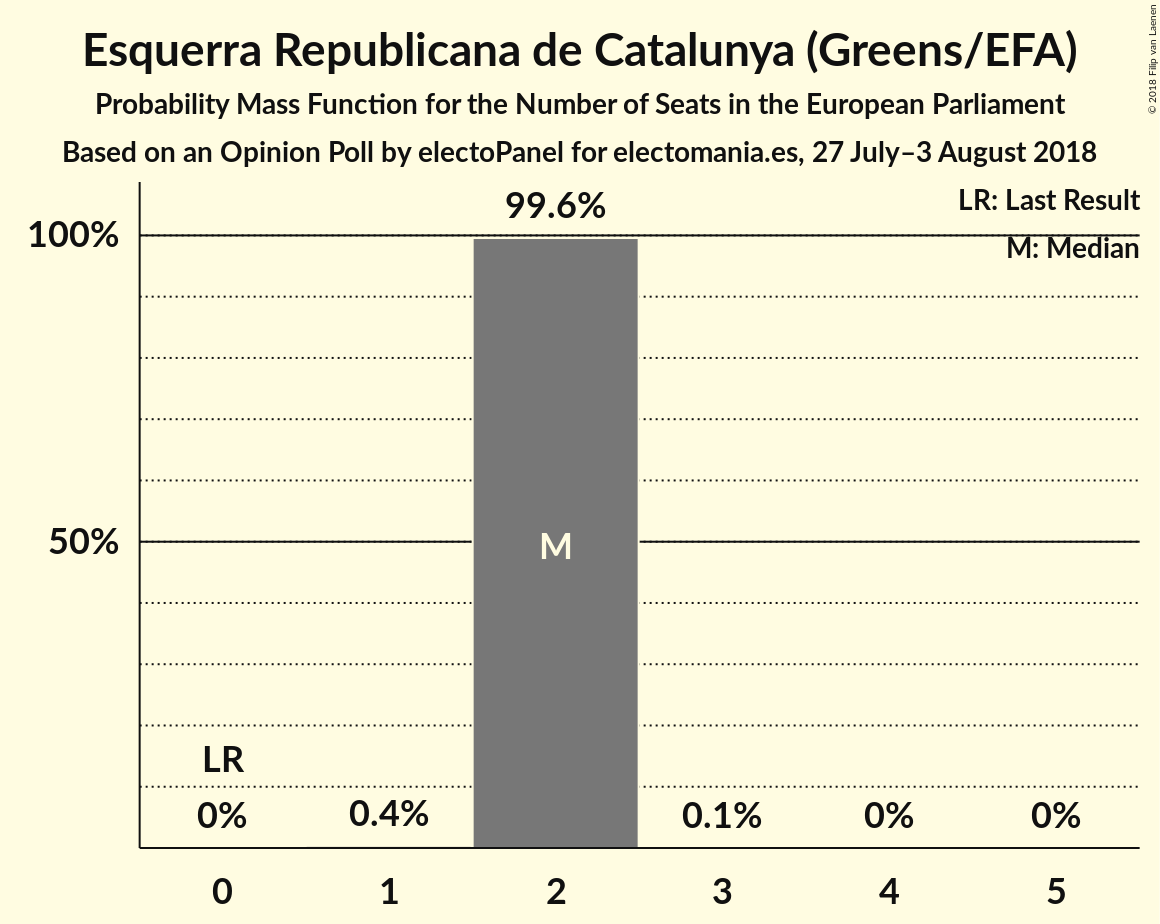 Esquerra Republicana de Catalunya (Greens/EFA)
Probability Mass Function for the Number of Seats in the European Parliament
Based on an Opinion Poll by electoPanel for electomania.es, 27 July–3 August 2018
© 2018 Filip van Laenen
LR: Last Result
M: Median
99.6%
100%
50%
M
LR
0% 0.4% 0.1% 0% 0%
0 1 2 3 4 5